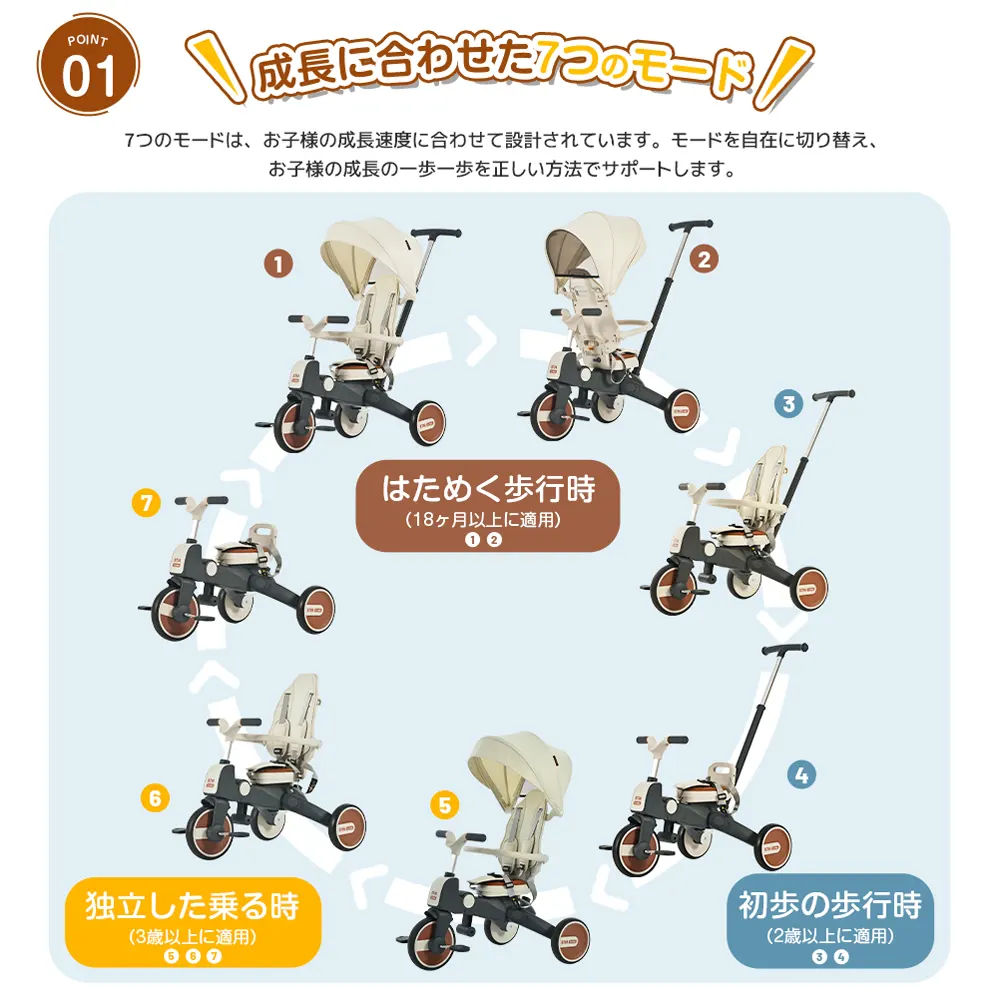 POINT
01
成長に合わせた7つのモード
7つのモードは、お子様の成長速度に合わせて設計されています。モードを自在に切り替え、
お子様の成長の一歩一歩を正しい方法でサポートします。
1
2
3
はためく歩行時
(18ヶ月以上に適用)
1 2
7
4
6
5
独立した乗る時
(3歳以上に適用)
5 6 7
初歩の歩行時
(2歳以上に適用)
3 4